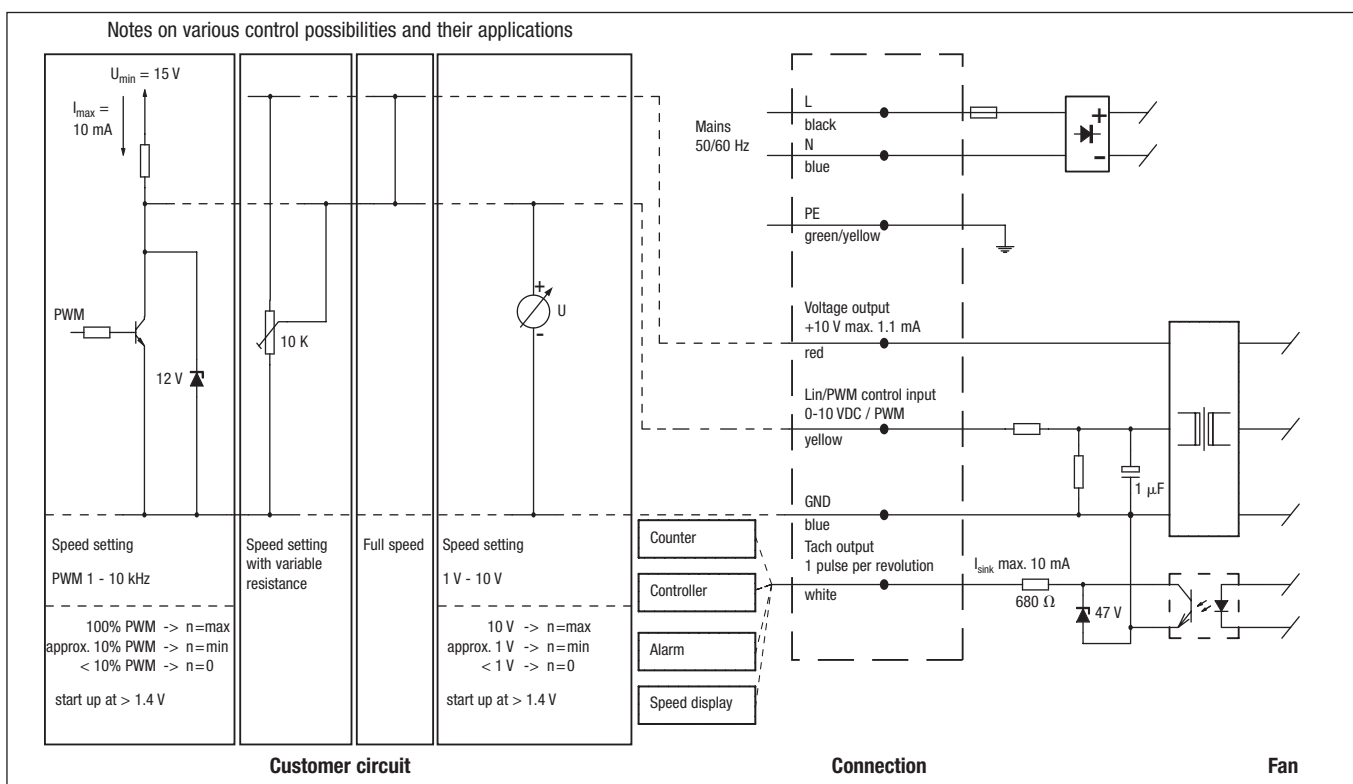 Notes on various control possibilities and their applications
U_min = 15 V
I_max =
10 mA
PWM
12 V
Speed setting
PWM 1 - 10 kHz
100% PWM -> n=max
approx. 10% PWM -> n=min
< 10% PWM -> n=0
start up at > 1.4 V
10 K
Speed setting
with variable
resistance
Full speed
+
U
-
Speed setting
1 V - 10 V
10 V -> n=max
approx. 1 V -> n=min
< 1 V -> n=0
start up at > 1.4 V
Customer circuit
Counter
Controller
Alarm
Speed display
Mains
50/60 Hz
L
black
N
blue
PE
green/yellow
Voltage output
+10 V max. 1.1 mA
red
Lin/PWM control input
0-10 VDC / PWM
yellow
GND
blue
Tach output
1 pulse per revolution
white
Connection
+
-
1 µF
I_sink max. 10 mA
680 Ω
47 V
Fan